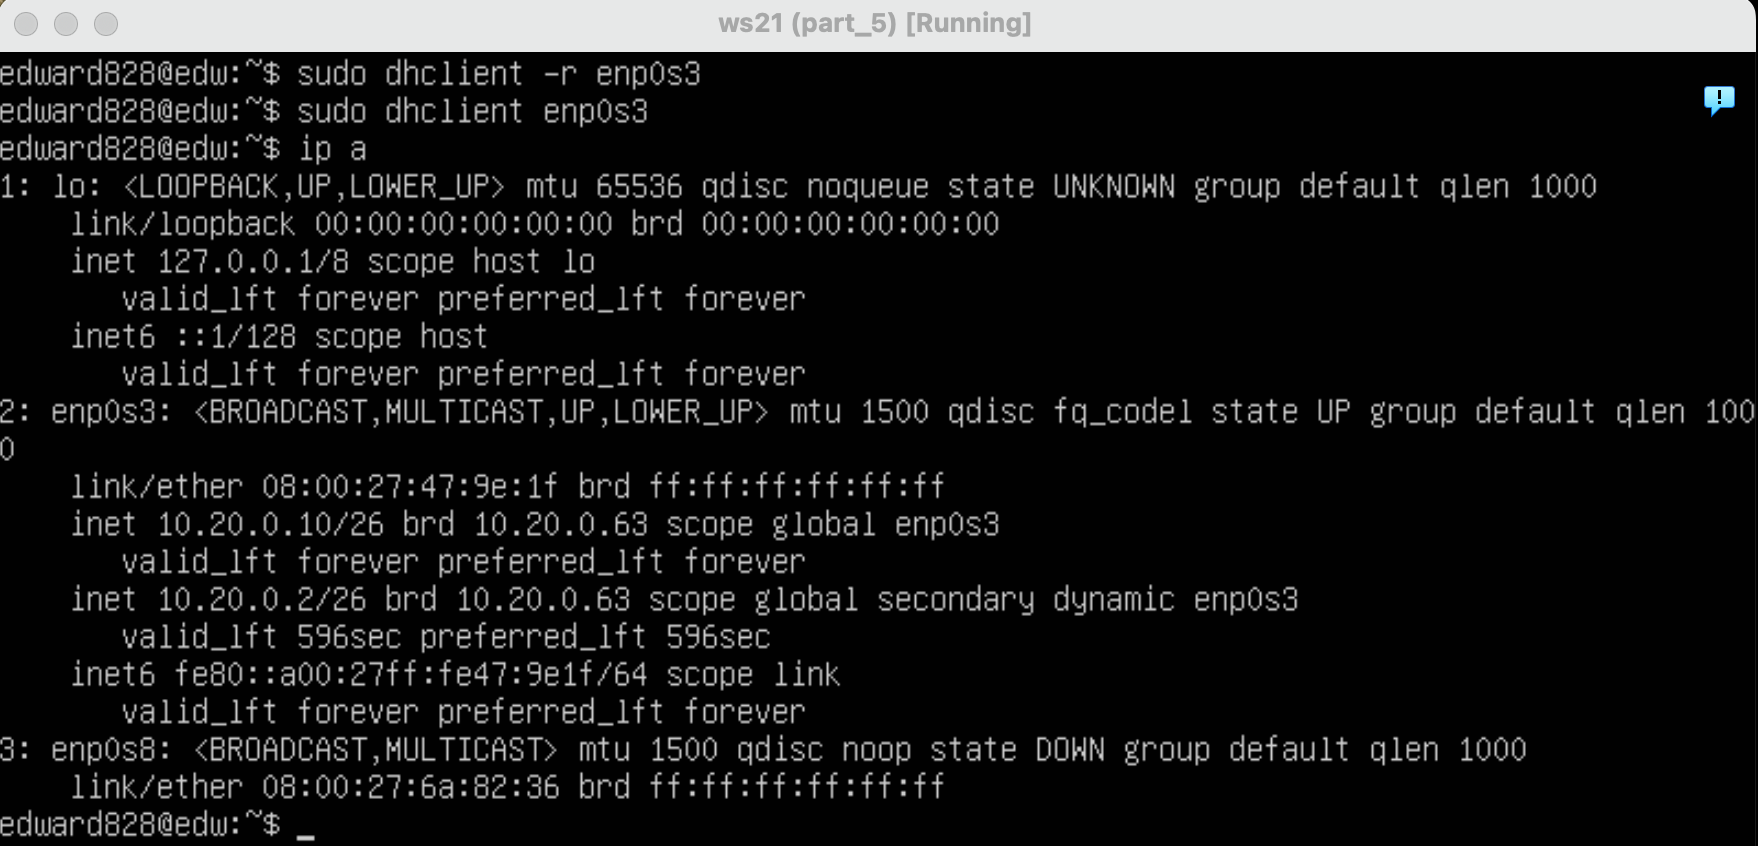 ws21 (part_5) [Running]
edward828@edw:~$ sudo dhclient -r enp0s3
edward828@edw:~$ sudo dhclient enp0s3
edward828@edw:~$ ip a
1: lo: <LOOPBACK,UP,LOWER_UP> mtu 65536 qdisc noqueue state UNKNOWN group default qlen 1000
    link/loopback 00:00:00:00:00:00 brd 00:00:00:00:00:00
    inet 127.0.0.1/8 scope host lo
       valid_lft forever preferred_lft forever
    inet6 ::1/128 scope host
       valid_lft forever preferred_lft forever
2: enp0s3: <BROADCAST,MULTICAST,UP,LOWER_UP> mtu 1500 qdisc fq_codel state UP group default qlen 100
0
    link/ether 08:00:27:47:9e:1f brd ff:ff:ff:ff:ff:ff
    inet 10.20.0.10/26 brd 10.20.0.63 scope global enp0s3
       valid_lft forever preferred_lft forever
    inet 10.20.0.2/26 brd 10.20.0.63 scope global secondary dynamic enp0s3
       valid_lft 596sec preferred_lft 596sec
    inet6 fe80::a00:27ff:fe47:9e1f/64 scope link
       valid_lft forever preferred_lft forever
3: enp0s8: <BROADCAST,MULTICAST> mtu 1500 qdisc noop state DOWN group default qlen 1000
    link/ether 08:00:27:6a:82:36 brd ff:ff:ff:ff:ff:ff
edward828@edw:~$ _